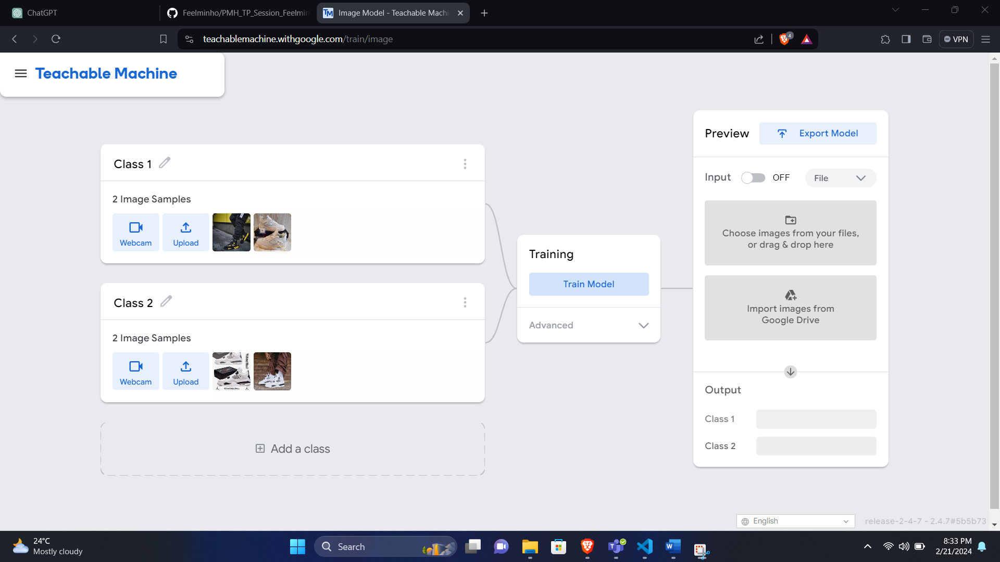 ChatGPT
Feelminho/PMH_TP_Session_Feelmin
Image Model - Teachable Machi
teachablemachine.withgoogle.com/train/image
4
VPN
Teachable Machine
Class 1
2 Image Samples
Webcam
Upload
Class 2
2 Image Samples
Webcam
Upload
Add a class
Training
Train Model
Advanced
Preview
Export Model
Input
OFF
File
Choose images from your files,
or drag & drop here
Import images from
Google Drive
Output
Class 1
Class 2
English
release-2-4-7 - 2.4.7#5b5b73
24°C
Mostly cloudy
Search
8:33 PM
2/21/2024